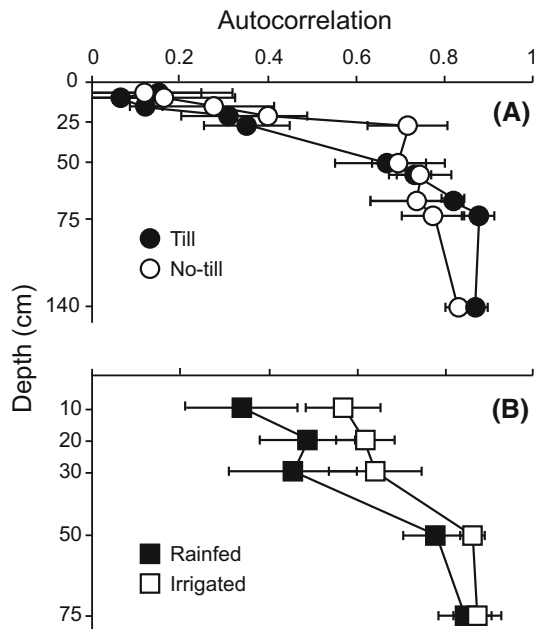 Autocorrelation
0 0.2 0.4 0.6 0.8 1
0
25
50
75
140
(A)
Till
No-till
Depth (cm)
10
20
30
50
75
(B)
Rainfed
Irrigated